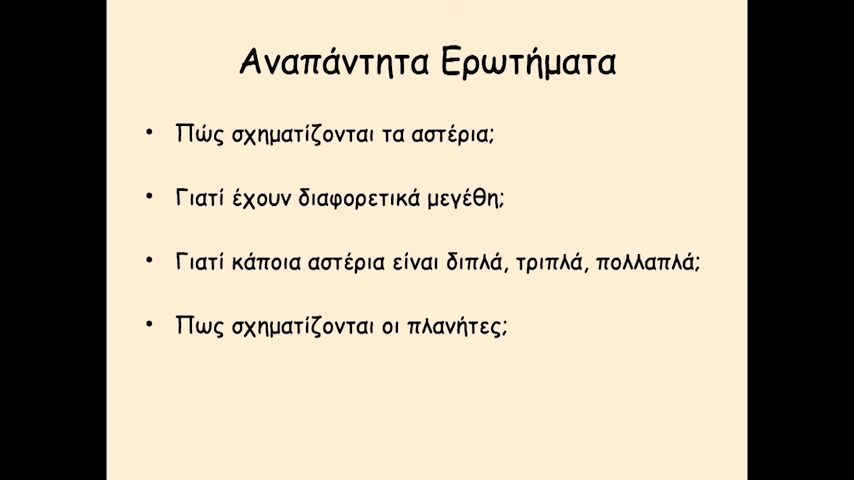 Αναπάντητα Ερωτήματα
• Πώς σχηματίζονται τα αστέρια;
• Γιατί έχουν διαφορετικά μεγέθη;
• Γιατί κάποια αστέρια είναι διπλά, τριπλά, πολλαπλά;
• Πως σχηματίζονται οι πλανήτες;